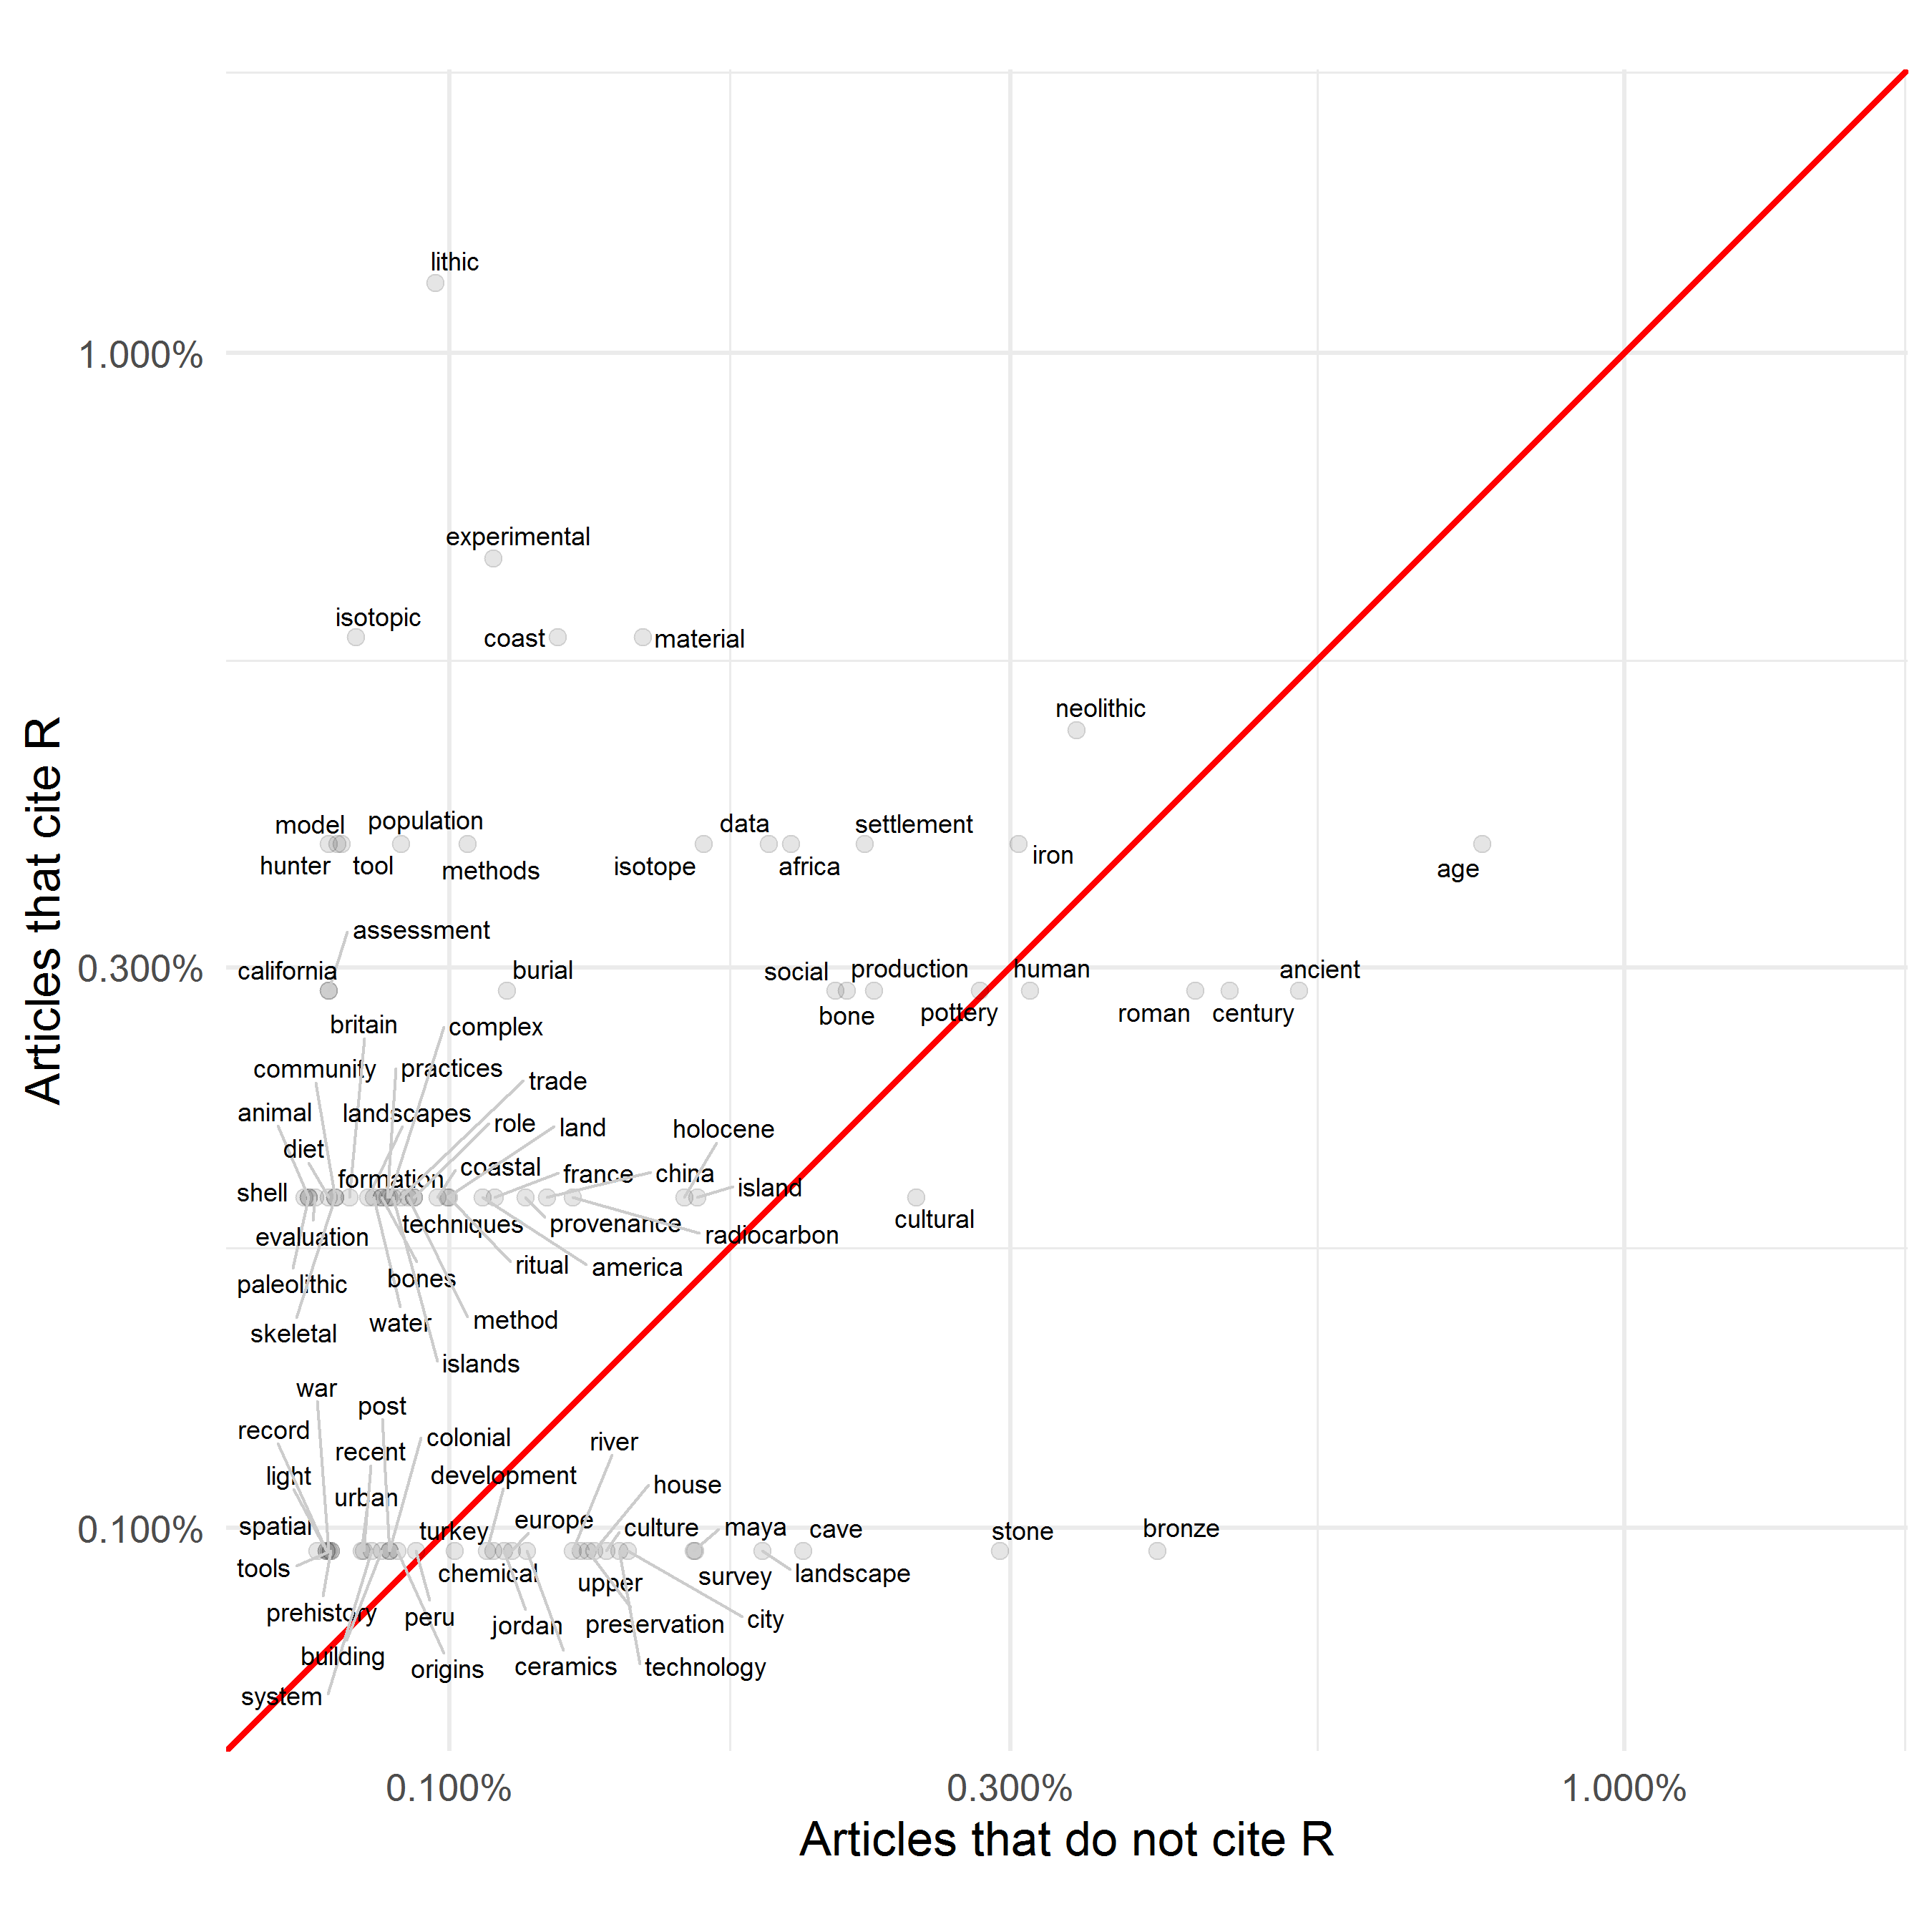 lithic
1.000%
experimental
isotopic
coast
material
neolithic
model
population
data
settlement
hunter
tool
methods
isotope
africa
iron
age
assessment
0.300%
california
burial
social
production
human
ancient
bone
pottery
roman
century
britain
complex
community
practices
trade
animal
landscapes
role
land
holocene
diet
formation
coastal
france
china
shell
island
evaluation
techniques
provenance
radiocarbon
cultural
paleolithic
bones
ritual
america
skeletal
water
method
islands
war
post
record
recent
colonial
river
light
development
house
urban
0.100%
spatial
turkey
europe
culture
maya
cave
stone
bronze
tools
chemical
upper
survey
landscape
prehistory
peru
jordan
preservation
city
building
origins
ceramics
technology
system
Articles that cite R
0.100%
0.300%
1.000%
Articles that do not cite R